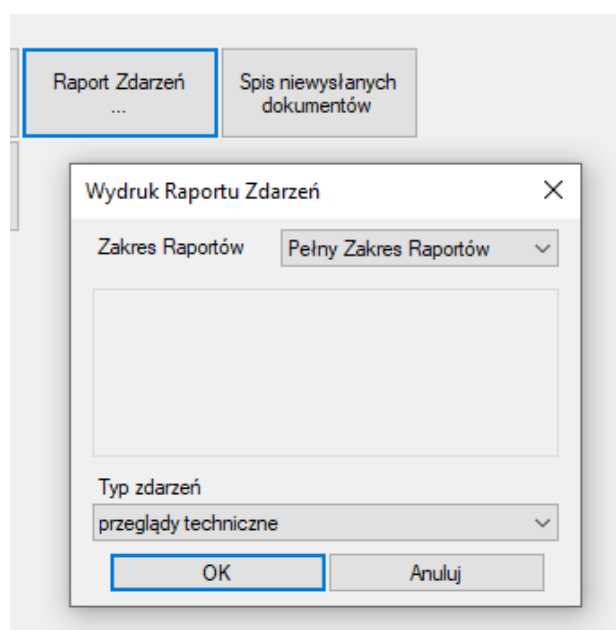 Raport Zdarzeń
...
Spis niewysłanych
dokumentów
Wydruk Raportu Zdarzeń
Zakres Raportów
Pełny Zakres Raportów
Typ zdarzeń
przeglądy techniczne
OK
Anuluj